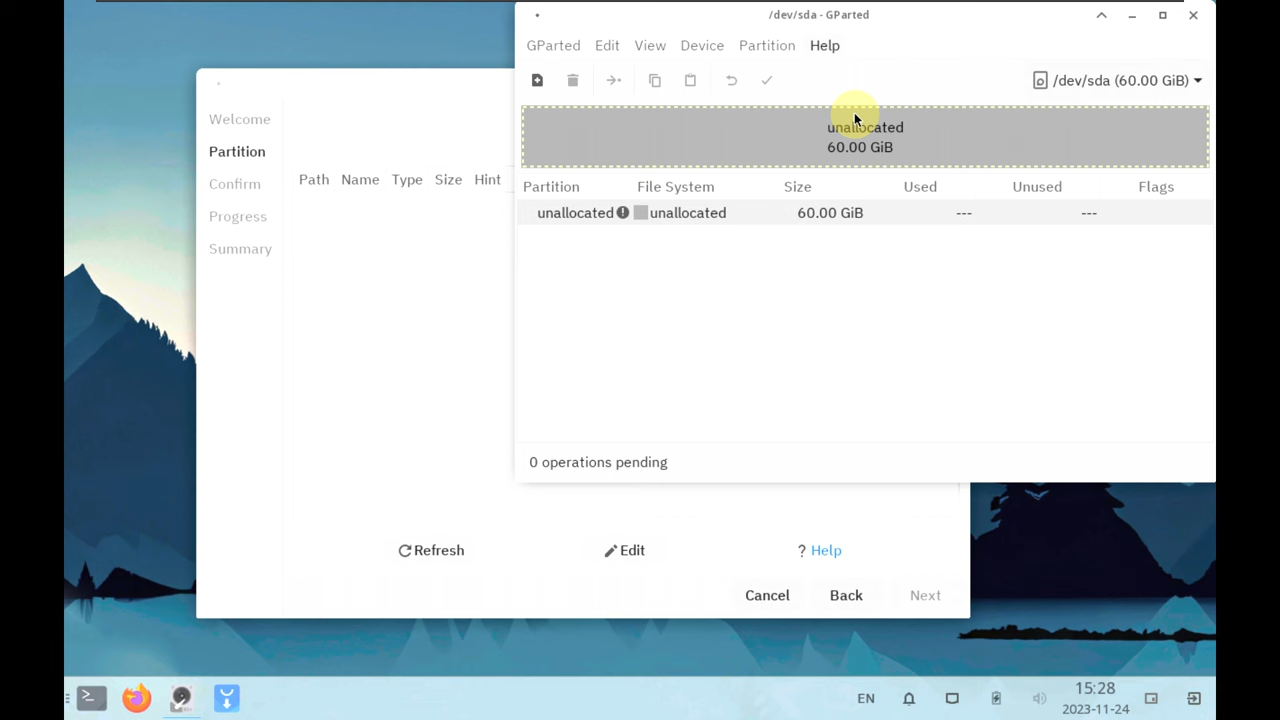 /dev/sda - GParted
GParted Edit View Device Partition Help
/dev/sda (60.00 GiB)
unallocated
60.00 GiB
Partition File System Size Used Unused Flags
unallocated unallocated 60.00 GiB --- ---
0 operations pending
Welcome
Partition
Confirm
Progress
Summary
Path Name Type Size Hint
Refresh Edit ? Help
Cancel Back Next
EN
15:28
2023-11-24